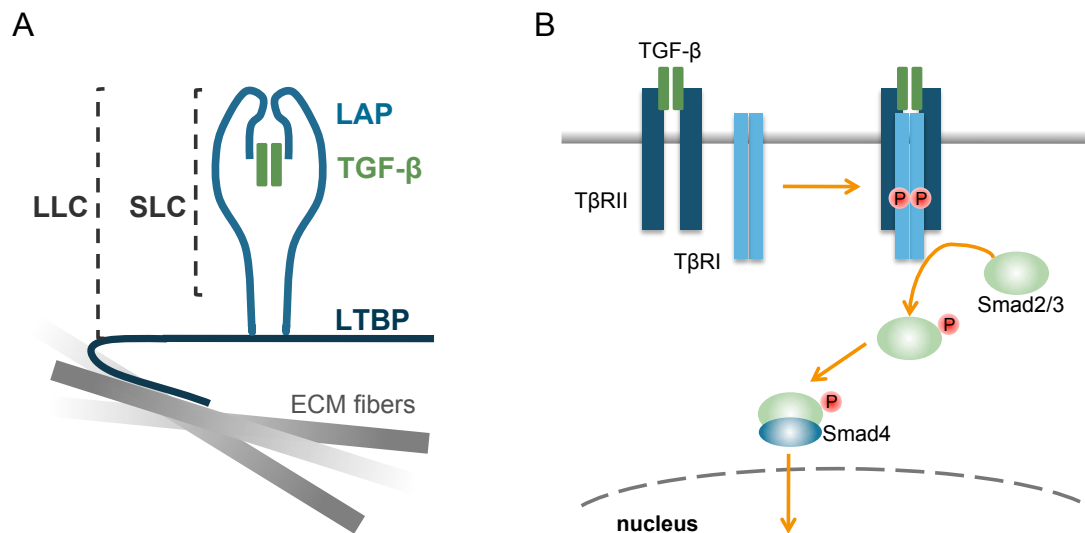 A
LAP
TGF-β
LLC
SLC
LTBP
ECM fibers
B
TGF-β
TβRII
P P
TβRI
Smad2/3
P
P
Smad4
nucleus